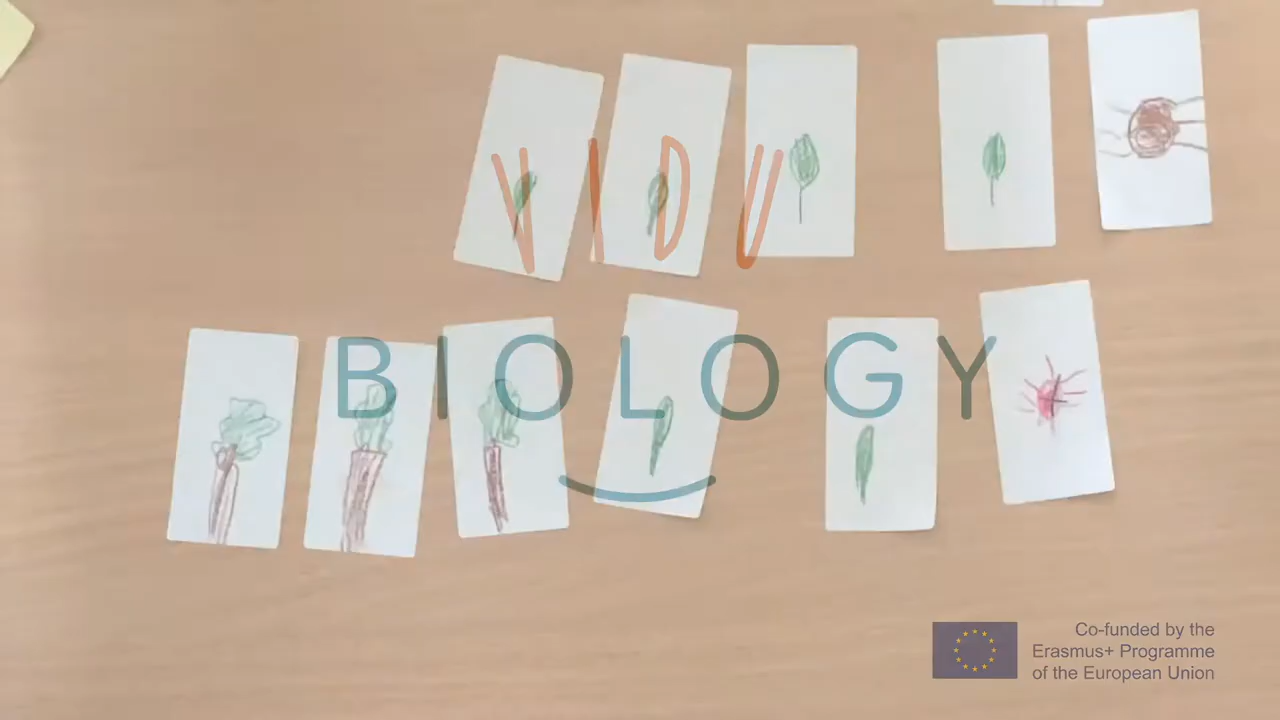 VIDU
BIOLOGY
Co-funded by the
Erasmus+ Programme
of the European Union